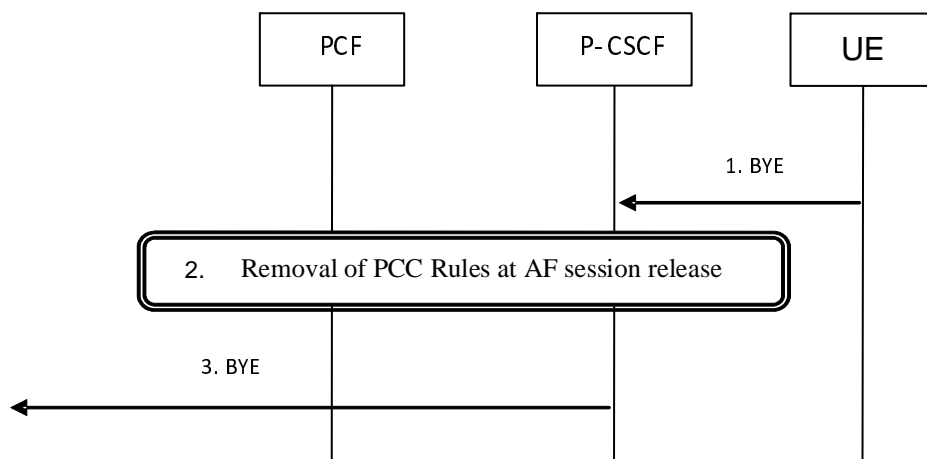 PCF
P-CSCF
UE
1. BYE
2. Removal of PCC Rules at AF session release
3. BYE